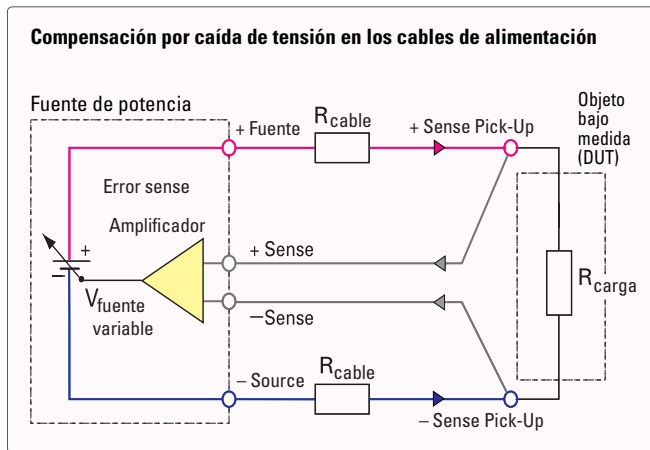 Compensación por caída de tensión en los cables de alimentación
Fuente de potencia
+ Fuente
Rcable
+ Sense Pick-Up
Objeto
bajo
medida
(DUT)
Error sense
Amplificador
+ Sense
+
−
Vfuente
variable
− Sense
Rcarga
− Source
Rcable
− Sense Pick-Up